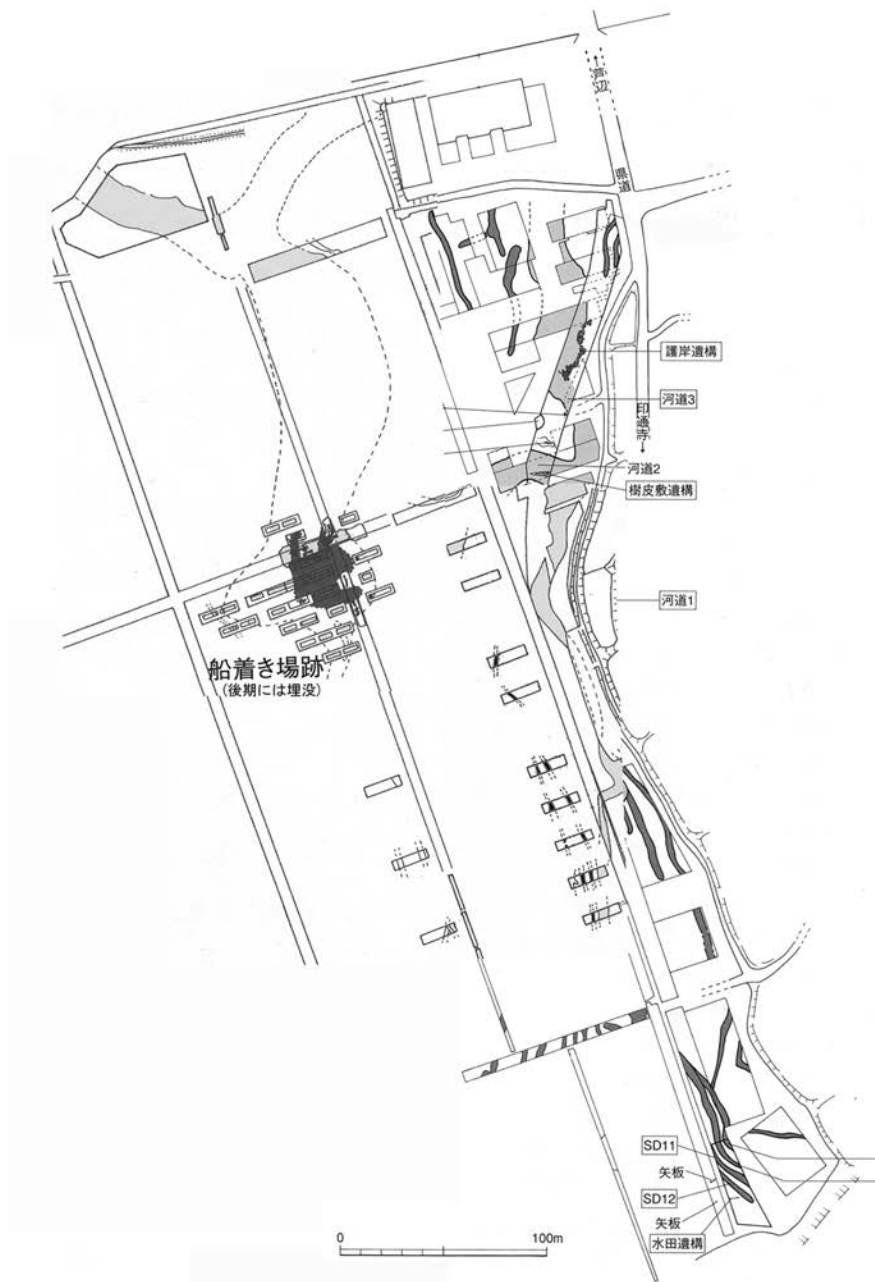 ←芦辺
県道
護岸遺構
河道3
印通寺→
河道2
樹皮敷遺構
河道1
船着き場跡
(後期には埋没)
SD11
矢板
SD12
矢板
水田遺構
0 100m